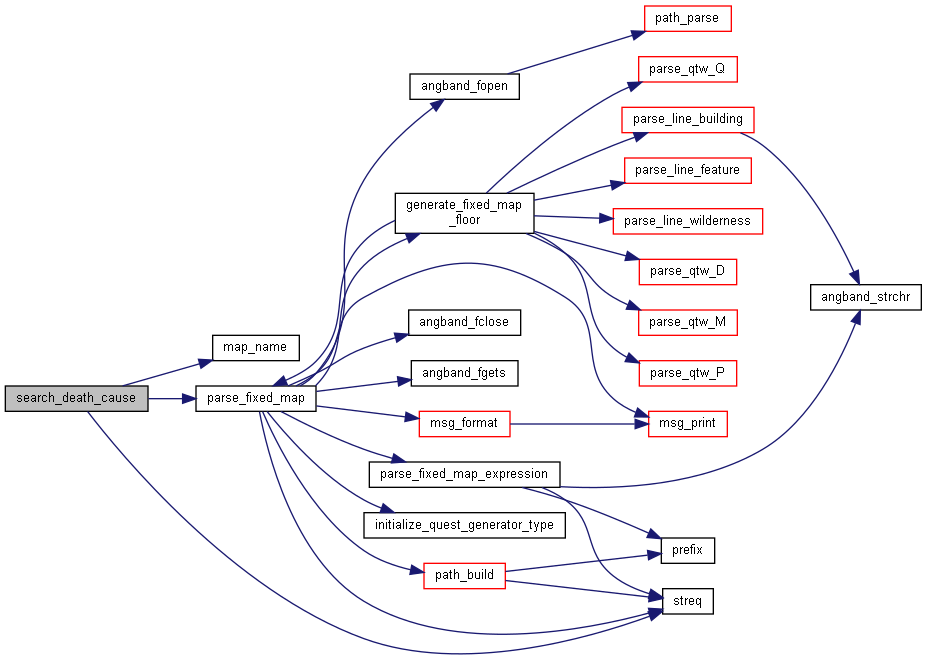 path_parse
parse_qtw_Q
angband_fopen
parse_line_building
parse_line_feature
generate_fixed_map
_floor
parse_line_wilderness
parse_qtw_D
angband_strchr
parse_qtw_M
angband_fclose
map_name
parse_qtw_P
angband_fgets
search_death_cause
parse_fixed_map
msg_format
msg_print
parse_fixed_map_expression
initialize_quest_generator_type
prefix
path_build
streq